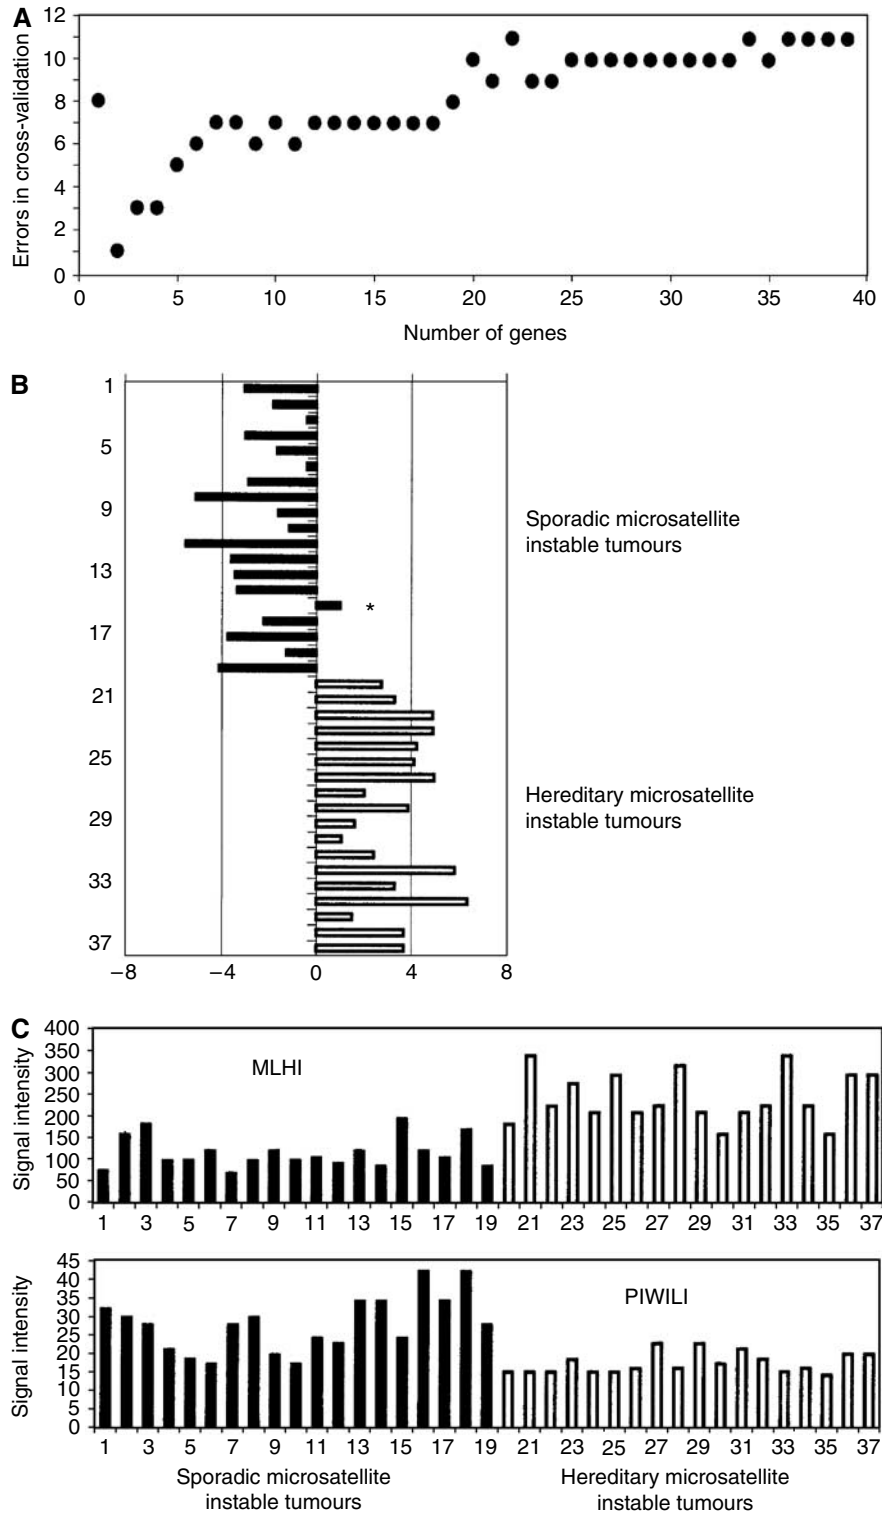 A
Errors in cross-validation
12
10
8
6
4
2
0
0 5 10 15 20 25 30 35 40
Number of genes
B
1
5
9
13
17
21
25
29
33
37
*
Sporadic microsatellite
instable tumours
Hereditary microsatellite
instable tumours
−8 −4 0 4 8
C
Signal intensity
400
350
300
250
200
150
100
50
0
MLHI
1 3 5 7 9 11 13 15 17 19 21 23 25 27 29 31 33 35 37
Signal intensity
45
40
35
30
25
20
15
10
5
0
PIWILI
1 3 5 7 9 11 13 15 17 19 21 23 25 27 29 31 33 35 37
Sporadic microsatellite
instable tumours
Hereditary microsatellite
instable tumours